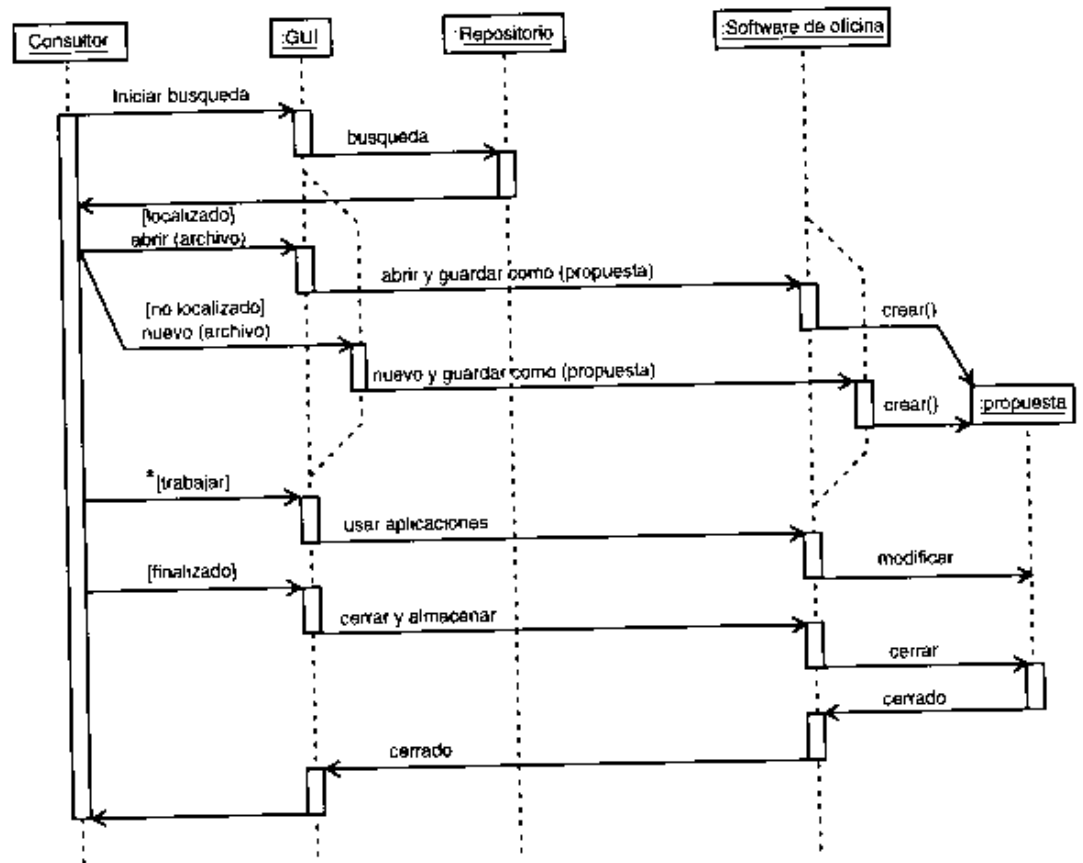 Consultor
:GUI
:Repositorio
:Software de oficina
Iniciar busqueda
busqueda
[localizado]
abrir (archivo)
abrir y guardar como (propuesta)
[no localizado]
nuevo (archivo)
crear()
nuevo y guardar como (propuesta)
crear()
:propuesta
*[trabajar]
usar aplicaciones
modificar
[finalizado]
cerrar y almacenar
cerrar
cerrado
cerrado